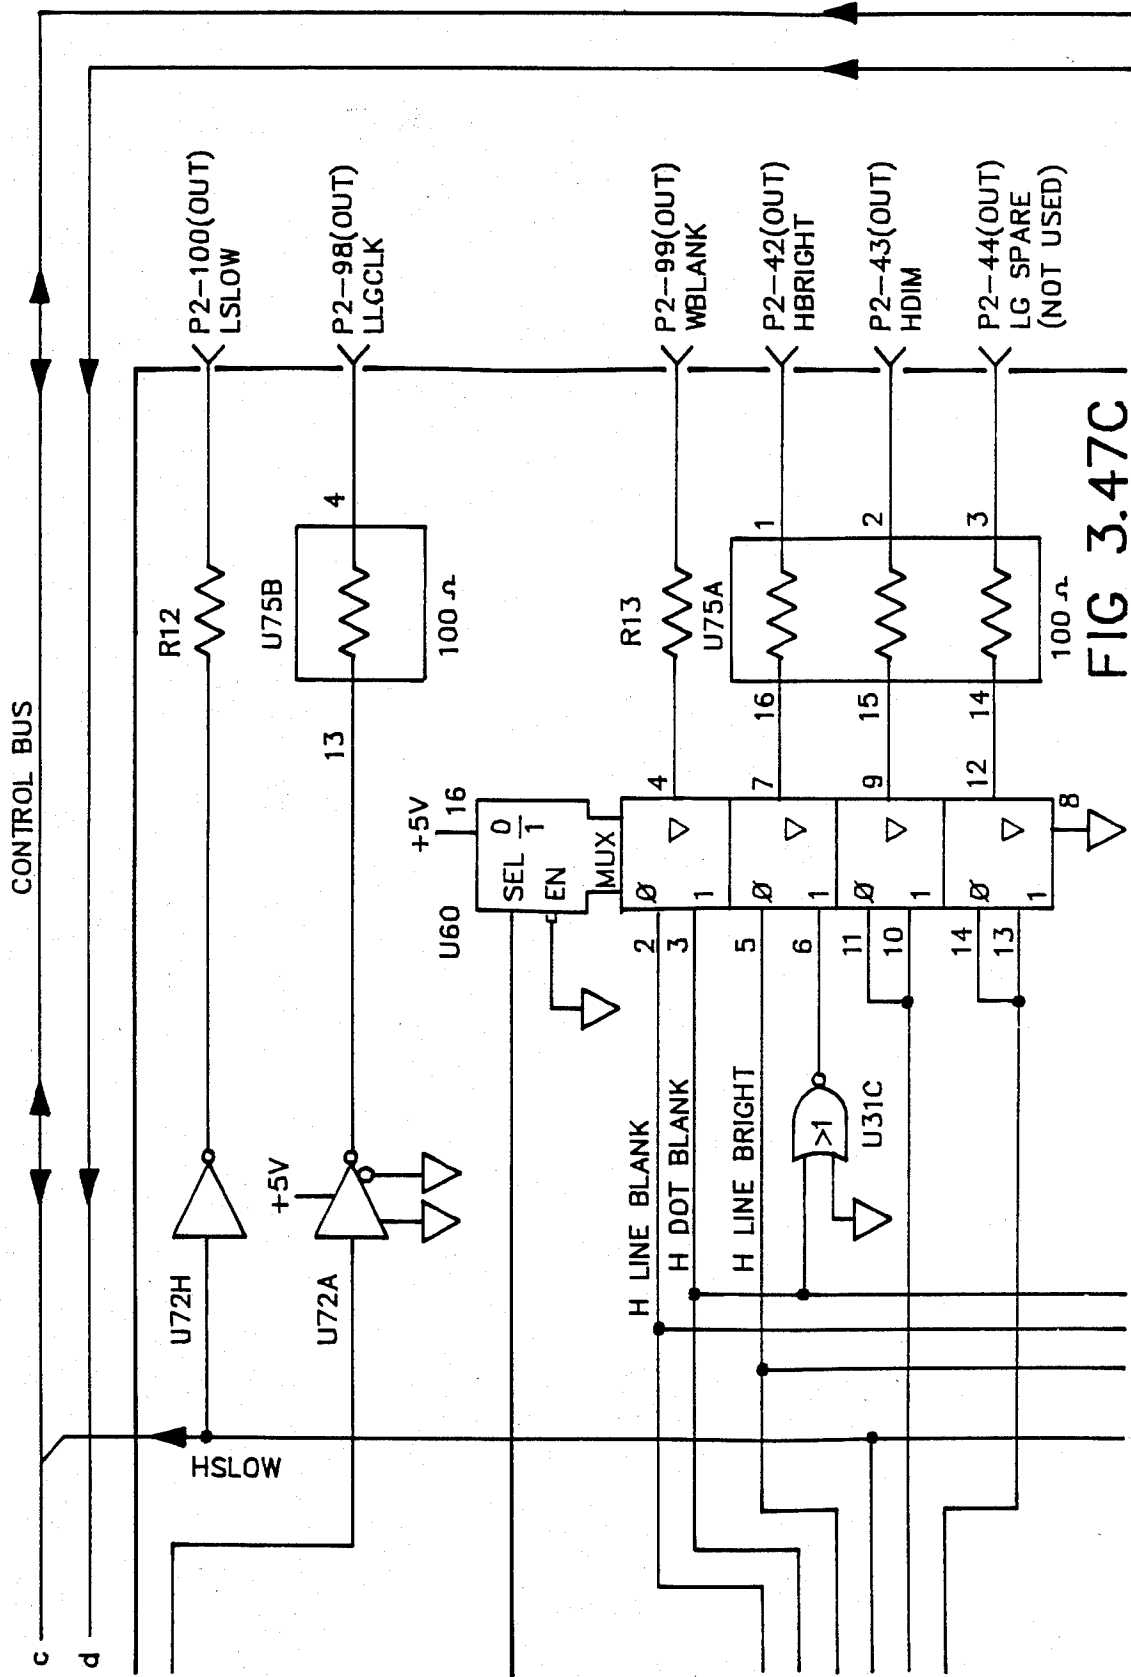 CONTROL BUS
c
d
P2-100(OUT)
LSLOW
P2-98(OUT)
LLGCLK
P2-99(OUT)
WBLANK
P2-42(OUT)
HBRIGHT
P2-43(OUT)
HDIM
P2-44(OUT)
LG SPARE
(NOT USED)
R12
U75B
4
13
100 Ω
R13
U75A
1
2
3
16
15
14
100 Ω
U72H
U72A
+5V
HSLOW
+5V
16
U60
SEL 0/1
EN
MUX
Ø
1
▽
4
Ø
1
▽
7
Ø
1
▽
9
Ø
1
▽
12
8
2
3
5
6
11
10
14
13
H LINE BLANK
H DOT BLANK
H LINE BRIGHT
>1
U31C
FIG 3.47C